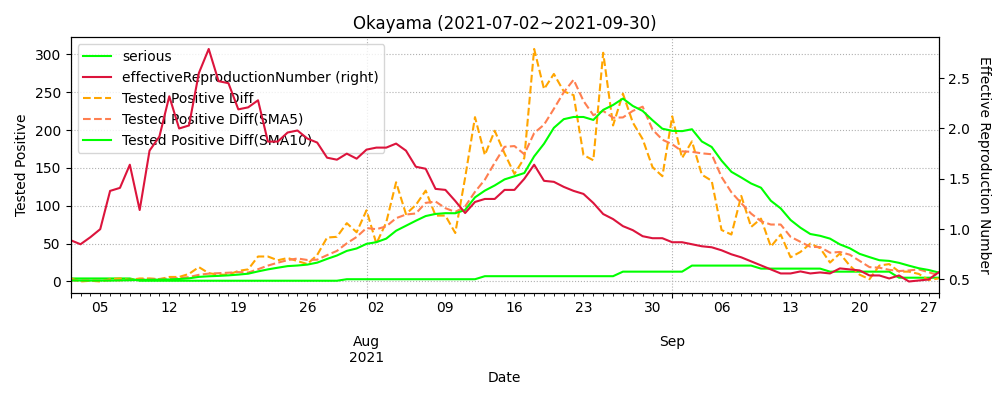 Okayama (2021-07-02~2021-09-30)
serious
effectiveReproductionNumber (right)
Tested Positive Diff
Tested Positive Diff(SMA5)
Tested Positive Diff(SMA10)
Tested Positive
300
250
200
150
100
50
0
2.5
2.0
1.5
1.0
0.5
Effective Reproduction Number
05 12 19 26 02 09 16 23 30 06 13 20 27
Aug Sep
2021
Date